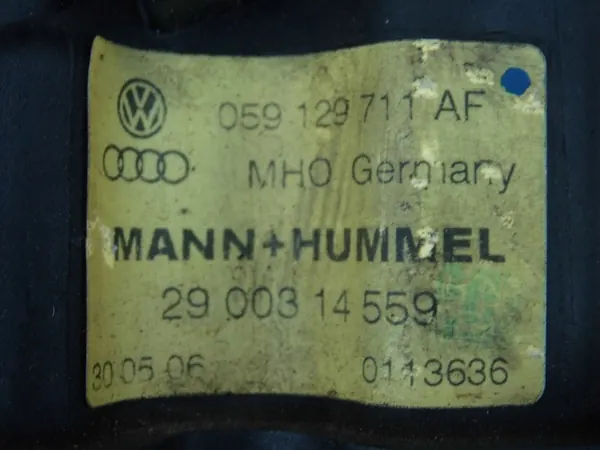 059 129 711 AF
MHO Germany
MANN+HUMMEL
29 003 14 559
30 05 06 0113636